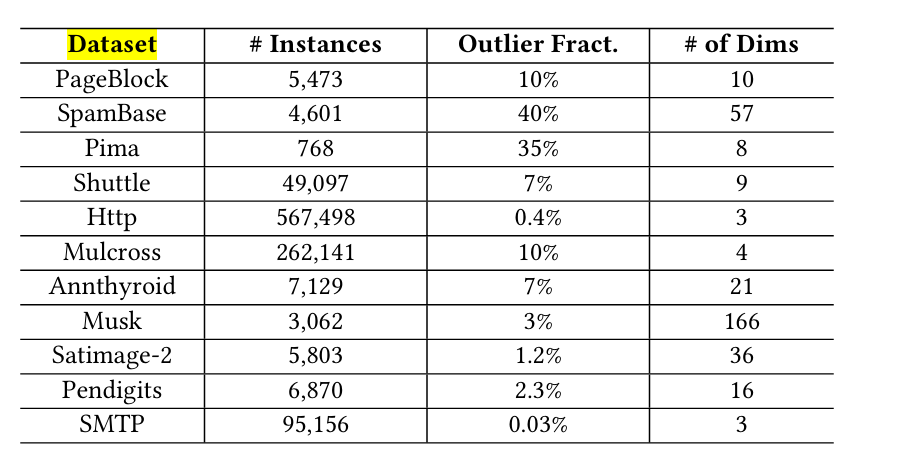 Dataset # Instances Outlier Fract. # of Dims
PageBlock 5,473 10% 10
SpamBase 4,601 40% 57
Pima 768 35% 8
Shuttle 49,097 7% 9
Http 567,498 0.4% 3
Mulcross 262,141 10% 4
Annthyroid 7,129 7% 21
Musk 3,062 3% 166
Satimage-2 5,803 1.2% 36
Pendigits 6,870 2.3% 16
SMTP 95,156 0.03% 3